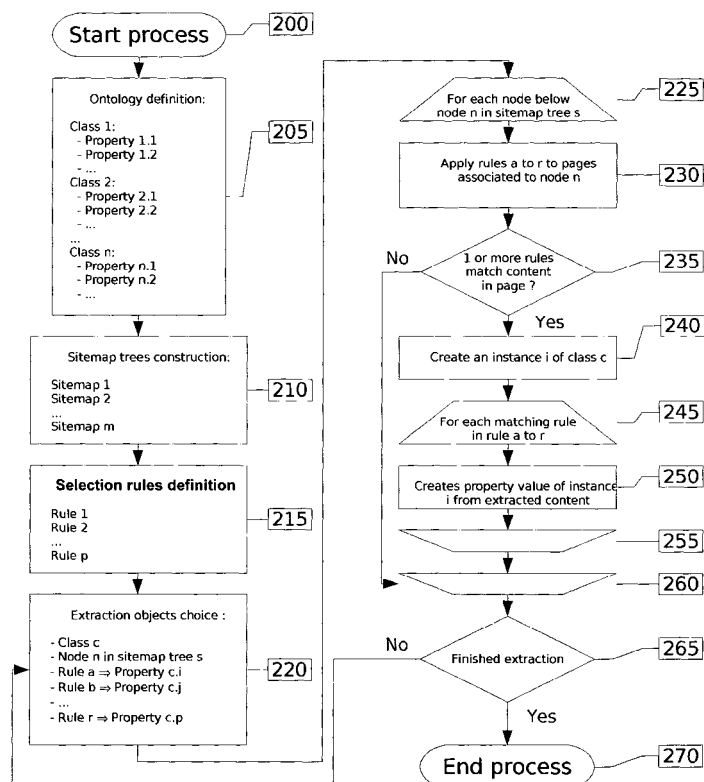 Start process
200
Ontology definition:
Class 1:
- Property 1.1
- Property 1.2
- ...
Class 2:
- Property 2.1
- Property 2.2
- ...
...
Class n:
- Property n.1
- Property n.2
- ...
205
Sitemap trees construction:
Sitemap 1
Sitemap 2
...
Sitemap m
210
Selection rules definition
Rule 1
Rule 2
...
Rule p
215
Extraction objects choice :
- Class c
- Node n in sitemap tree s
- Rule a ⇒ Property c.i
- Rule b ⇒ Property c.j
- ...
- Rule r ⇒ Property c.p
220
For each node below
node n in sitemap tree s
225
Apply rules a to r to pages
associated to node n
230
1 or more rules
match content
in page ?
235
No
Yes
Create an instance i of class c
240
For each matching rule
in rule a to r
245
Creates property value of instance
i from extracted content
250
255
260
Finished extraction
265
No
Yes
End process
270